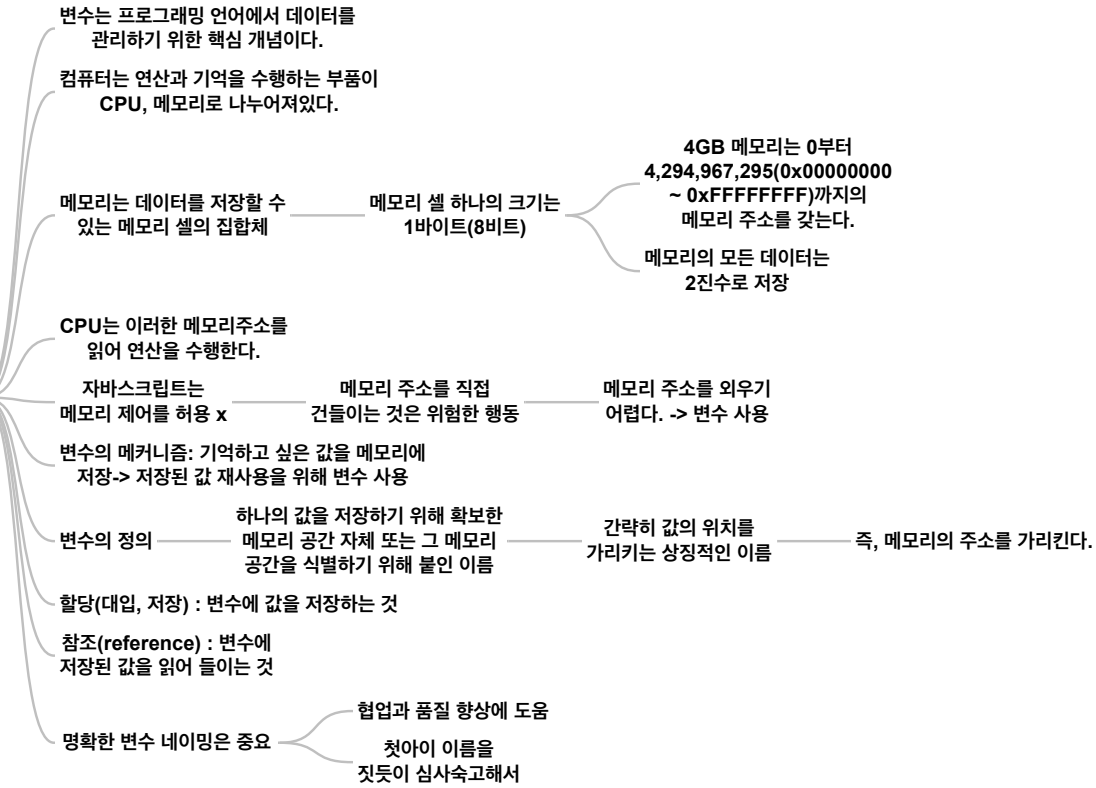 변수는 프로그래밍 언어에서 데이터를
관리하기 위한 핵심 개념이다.
컴퓨터는 연산과 기억을 수행하는 부품이
CPU, 메모리로 나누어져있다.
메모리는 데이터를 저장할 수
있는 메모리 셀의 집합체
메모리 셀 하나의 크기는
1바이트(8비트)
4GB 메모리는 0부터
4,294,967,295(0x00000000
~ 0xFFFFFFFF)까지의
메모리 주소를 갖는다.
메모리의 모든 데이터는
2진수로 저장
CPU는 이러한 메모리주소를
읽어 연산을 수행한다.
자바스크립트는
메모리 제어를 허용 x
메모리 주소를 직접
건들이는 것은 위험한 행동
메모리 주소를 외우기
어렵다. -> 변수 사용
변수의 메커니즘: 기억하고 싶은 값을 메모리에
저장-> 저장된 값 재사용을 위해 변수 사용
변수의 정의
하나의 값을 저장하기 위해 확보한
메모리 공간 자체 또는 그 메모리
공간을 식별하기 위해 붙인 이름
간략히 값의 위치를
가리키는 상징적인 이름
즉, 메모리의 주소를 가리킨다.
할당(대입, 저장) : 변수에 값을 저장하는 것
참조(reference) : 변수에
저장된 값을 읽어 들이는 것
명확한 변수 네이밍은 중요
협업과 품질 향상에 도움
첫아이 이름을
짓듯이 심사숙고해서